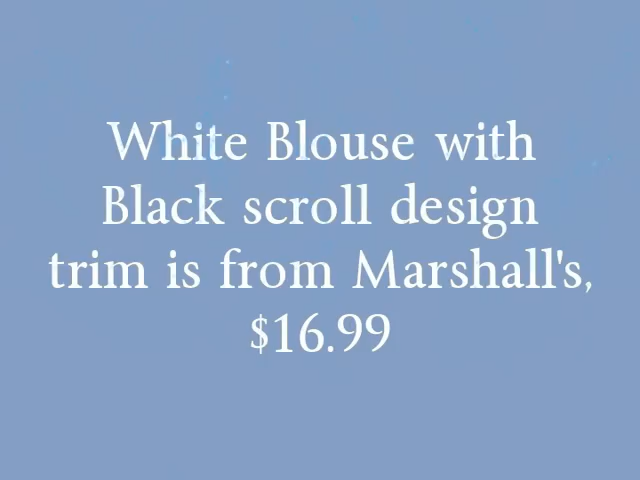 White Blouse with
Black scroll design
trim is from Marshall's,
$16.99